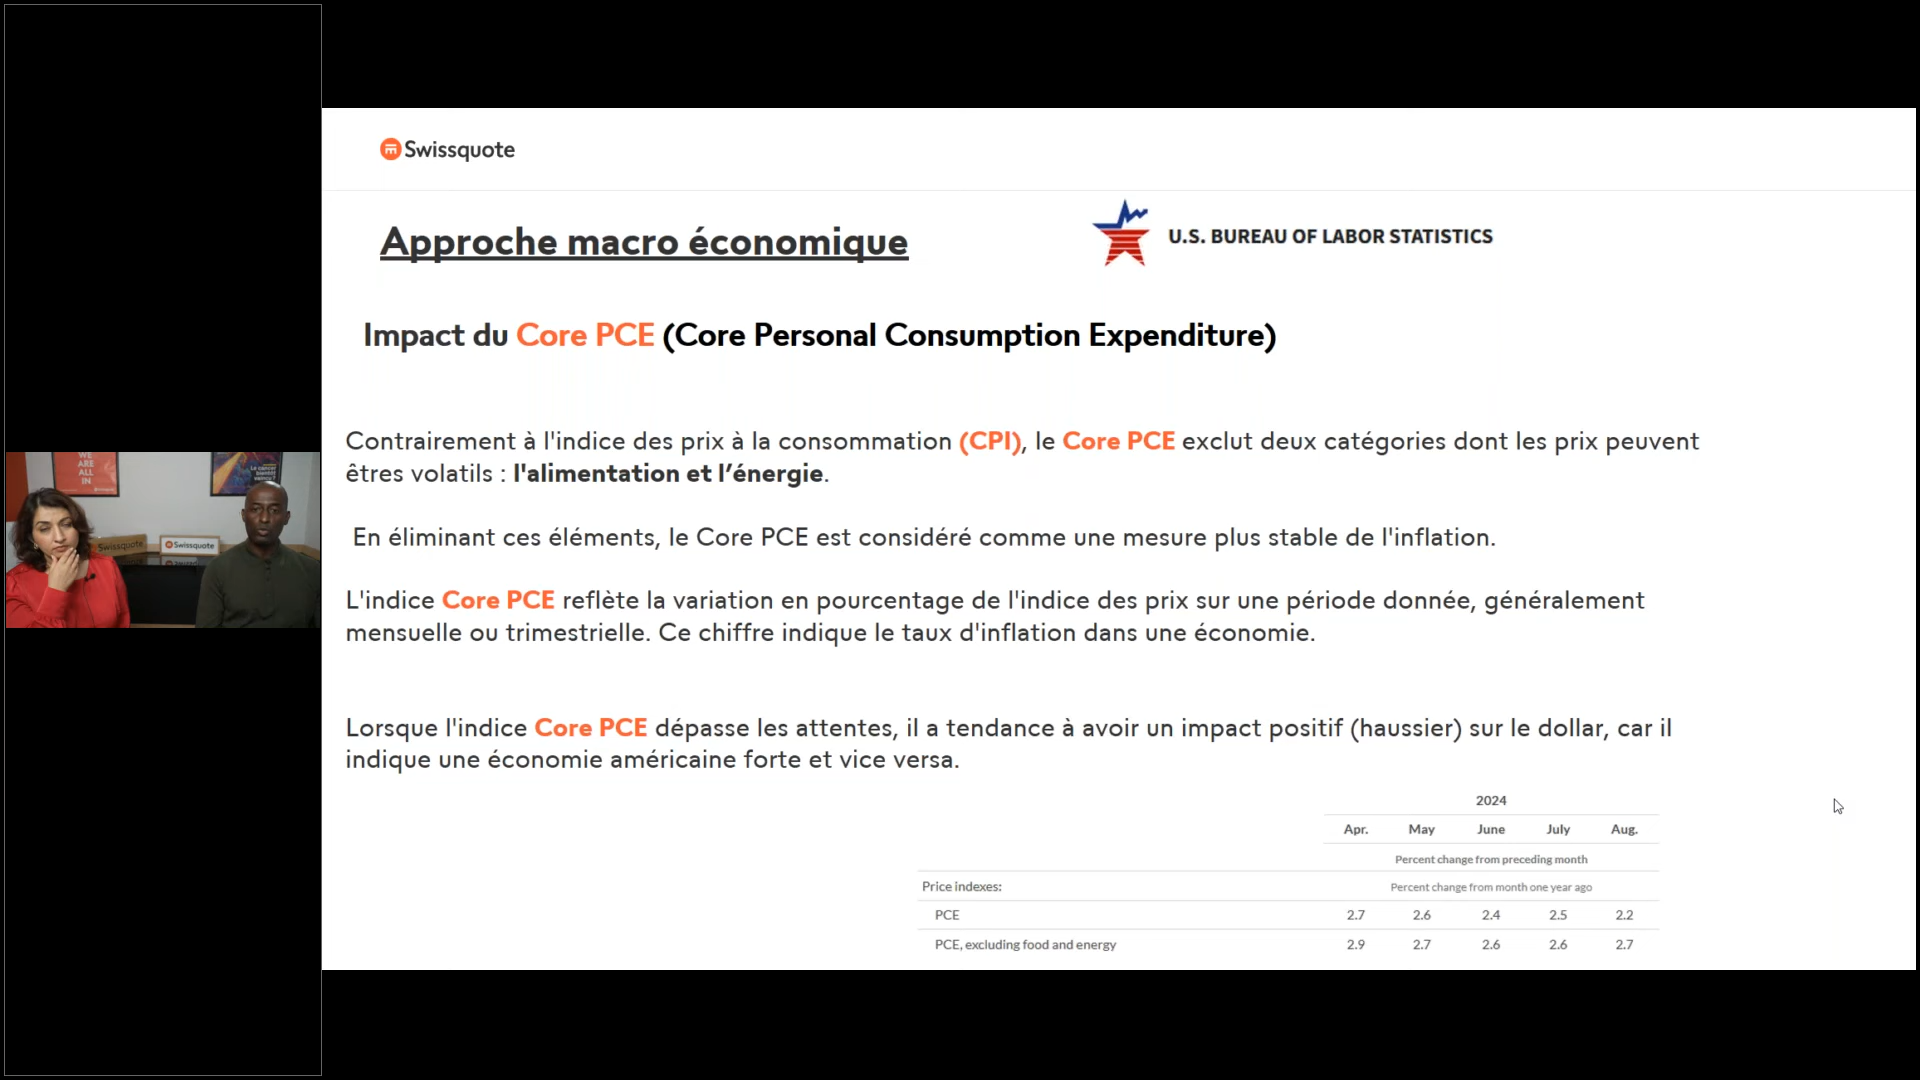 Swissquote
Approche macro économique
U.S. BUREAU OF LABOR STATISTICS
Impact du Core PCE (Core Personal Consumption Expenditure)
Contrairement à l'indice des prix à la consommation (CPI), le Core PCE exclut deux catégories dont les prix peuvent
êtres volatils : l'alimentation et l’énergie.
En éliminant ces éléments, le Core PCE est considéré comme une mesure plus stable de l'inflation.
L'indice Core PCE reflète la variation en pourcentage de l'indice des prix sur une période donnée, généralement
mensuelle ou trimestrielle. Ce chiffre indique le taux d'inflation dans une économie.
Lorsque l'indice Core PCE dépasse les attentes, il a tendance à avoir un impact positif (haussier) sur le dollar, car il
indique une économie américaine forte et vice versa.
2024
Apr. May June July Aug.
Percent change from preceding month
Price indexes: Percent change from month one year ago
PCE 2.7 2.6 2.4 2.5 2.2
PCE, excluding food and energy 2.9 2.7 2.6 2.6 2.7
WE
ARE
ALL
IN
Swissquote
Swissquote